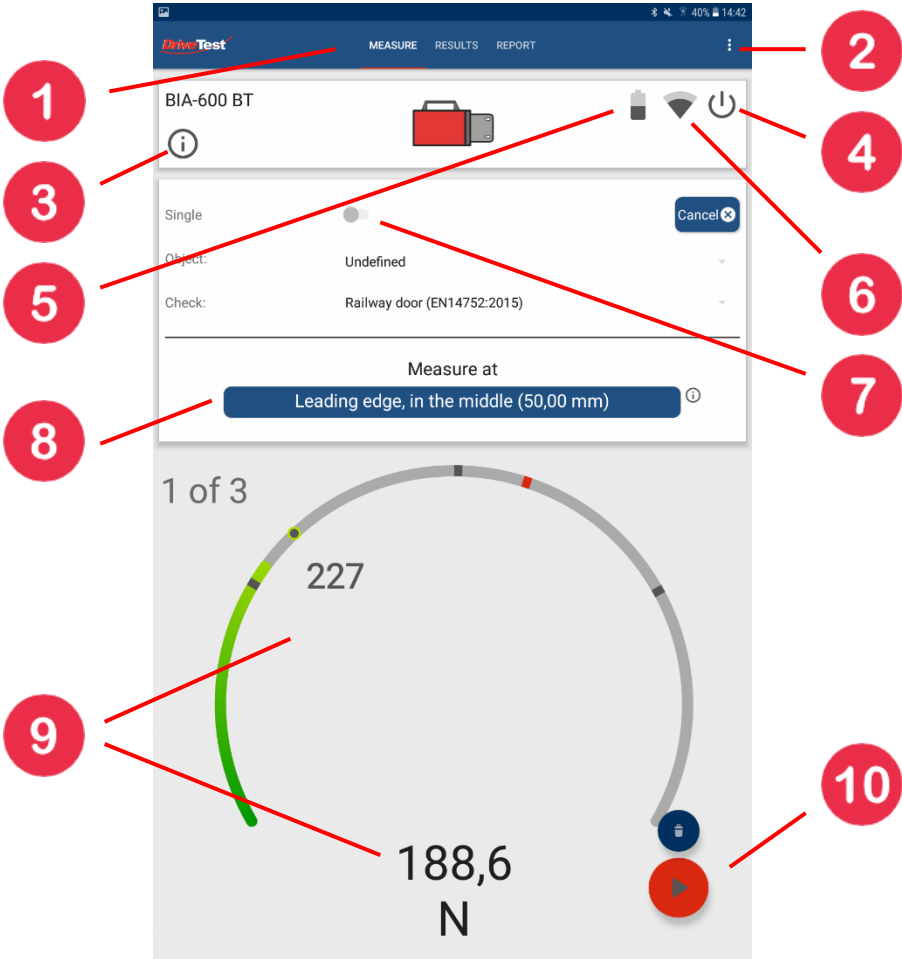 40% 14:42
DriveTest MEASURE RESULTS REPORT
2
1
BIA-600 BT
4
3
Single Cancel
Object: Undefined
5
6
Check: Railway door (EN14752:2015)
Measure at
7
Leading edge, in the middle (50,00 mm)
8
1 of 3
227
9
10
188,6
N